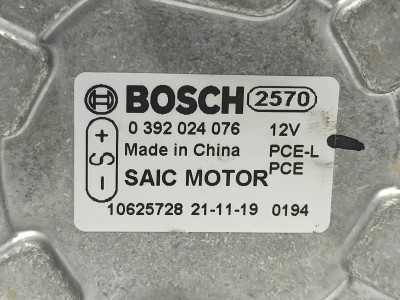 BOSCH 2570
0 392 024 076 12V
Made in China PCE-L
SAIC MOTOR PCE
10625728 21-11-19 0194
+
S
-